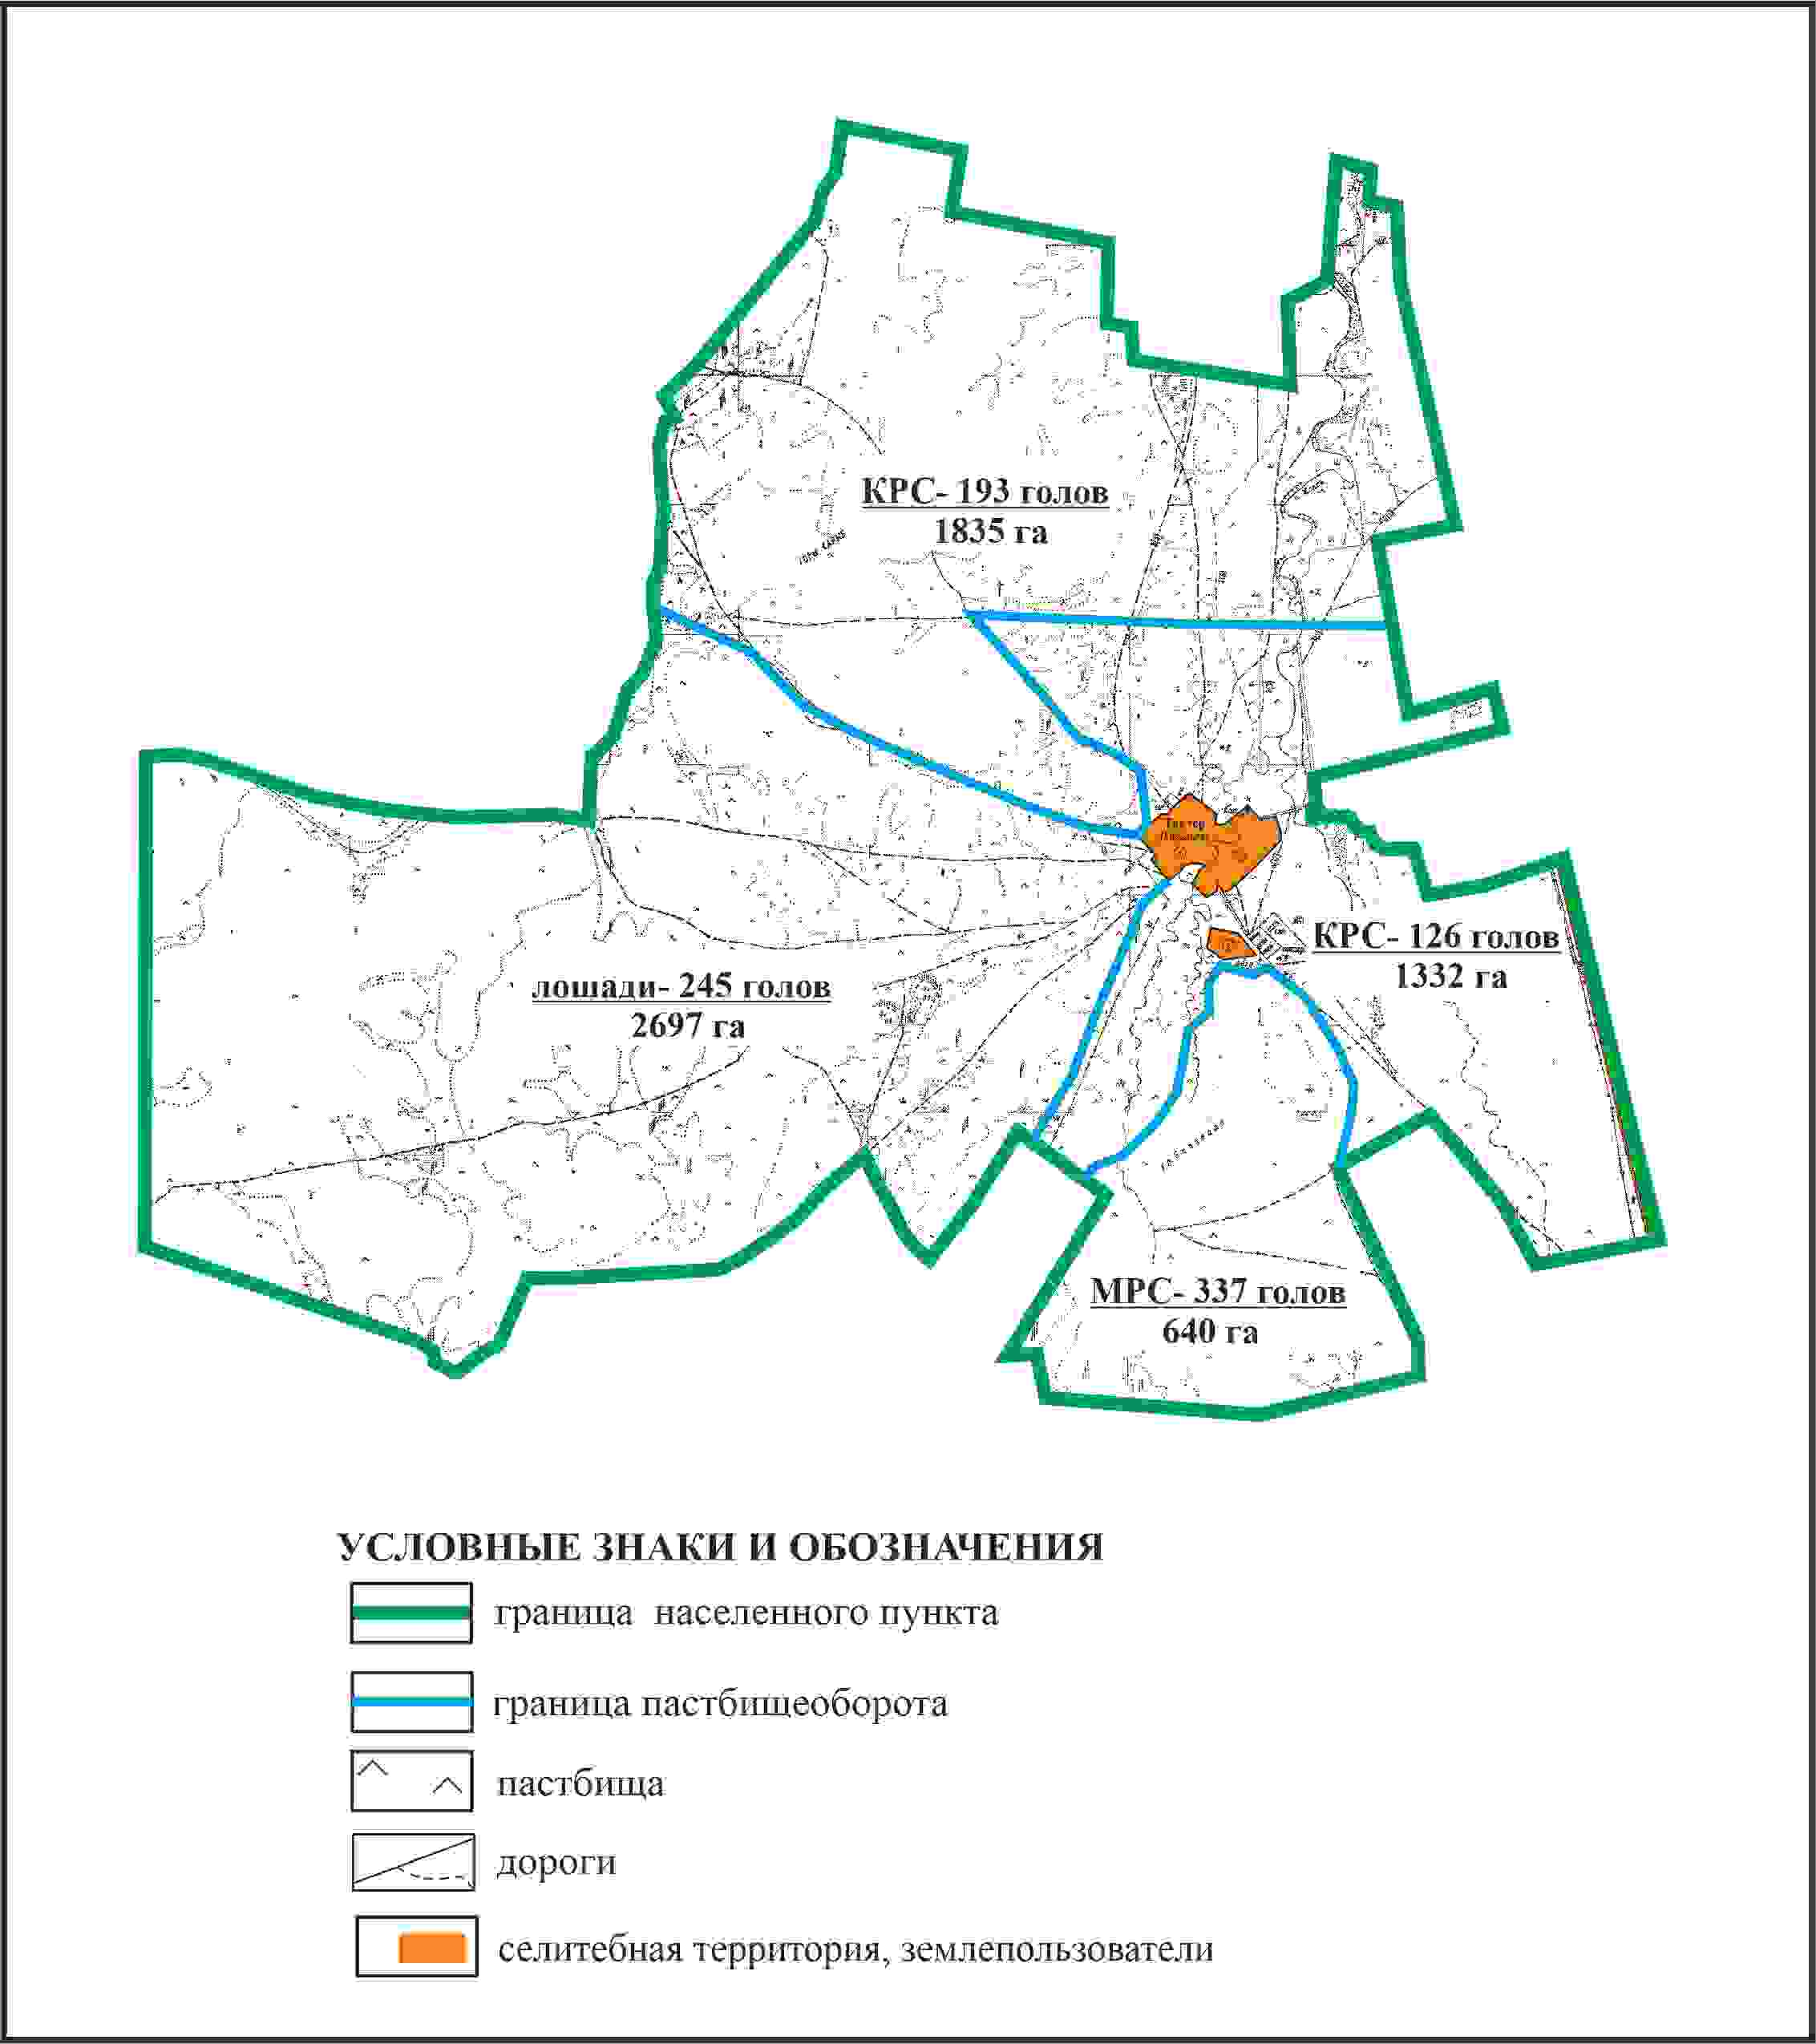 КРС- 193 голов
1835 га
КРС- 126 голов
1332 га
лошади- 245 голов
2697 га
МРС- 337 голов
640 га
УСЛОВНЫЕ ЗНАКИ И ОБОЗНАЧЕНИЯ
граница населенного пункта
граница пастбищеоборота
пастбища
дороги
селитебная территория, землепользователи